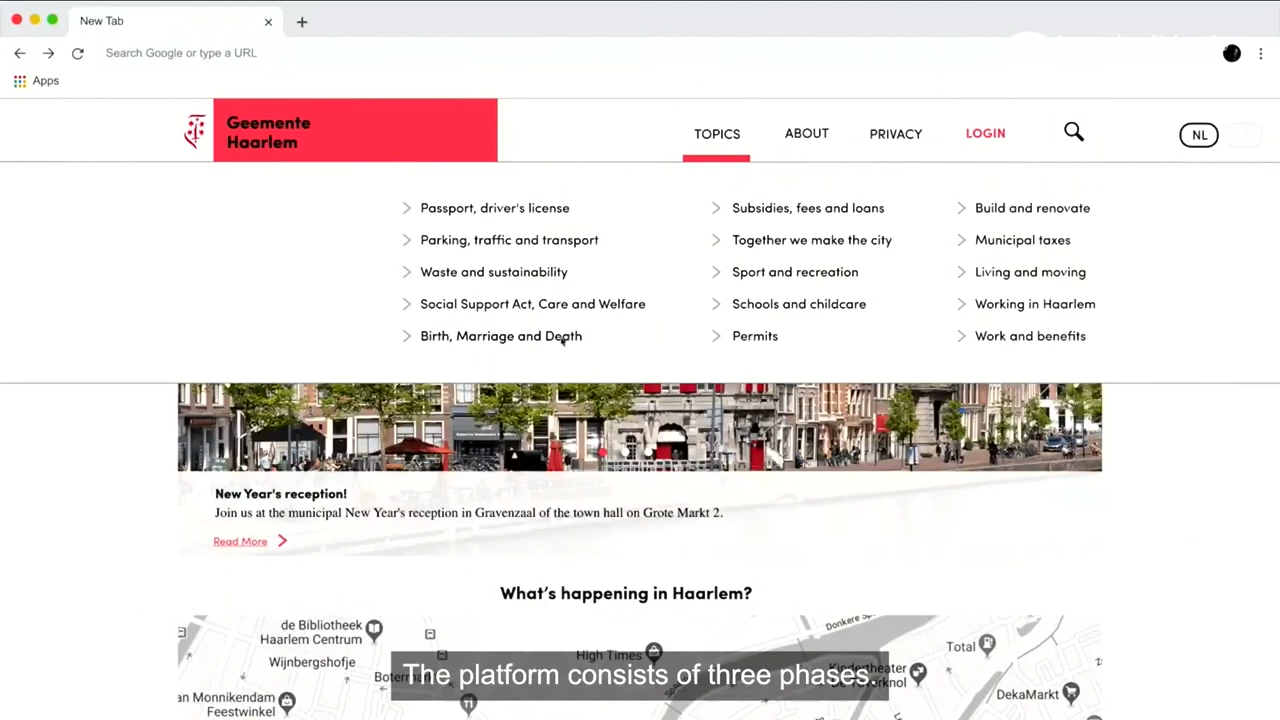 New Tab
Search Google or type a URL
Apps
Geemente
Haarlem
TOPICS
ABOUT
PRIVACY
LOGIN
NL
Passport, driver's license
Subsidies, fees and loans
Build and renovate
Parking, traffic and transport
Together we make the city
Municipal taxes
Waste and sustainability
Sport and recreation
Living and moving
Social Support Act, Care and Welfare
Schools and childcare
Working in Haarlem
Birth, Marriage and Death
Permits
Work and benefits
New Year's reception!
Join us at the municipal New Year's reception in Gravenzaal of the town hall on Grote Markt 2.
Read More
What's happening in Haarlem?
de Bibliotheek
Haarlem Centrum
Wijnbergshofje
High Times
Donkere
Total
DekaMarkt
an Monnikendam
Feestwinkel
The platform consists of three phases.